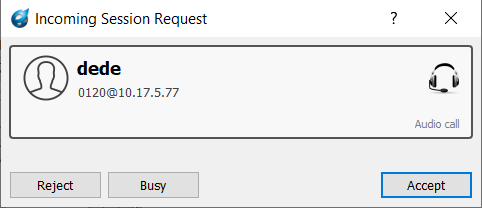 Incoming Session Request ?
dede
0120@10.17.5.77
Audio call
Reject Busy Accept